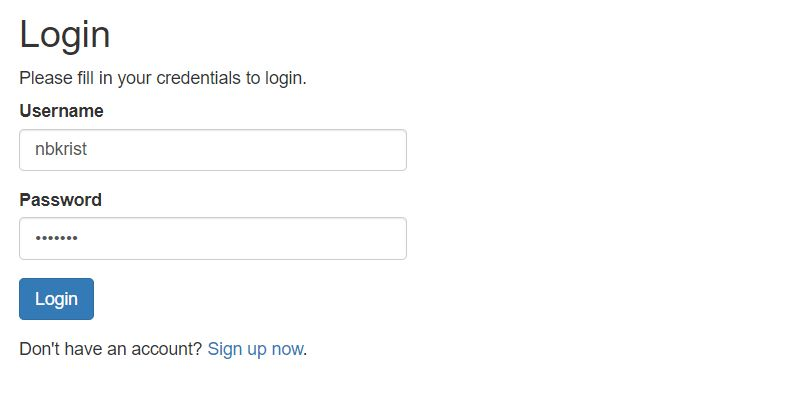 Login
Please fill in your credentials to login.
Username
nbkrist
Password
•••••••
Login
Don't have an account? Sign up now.